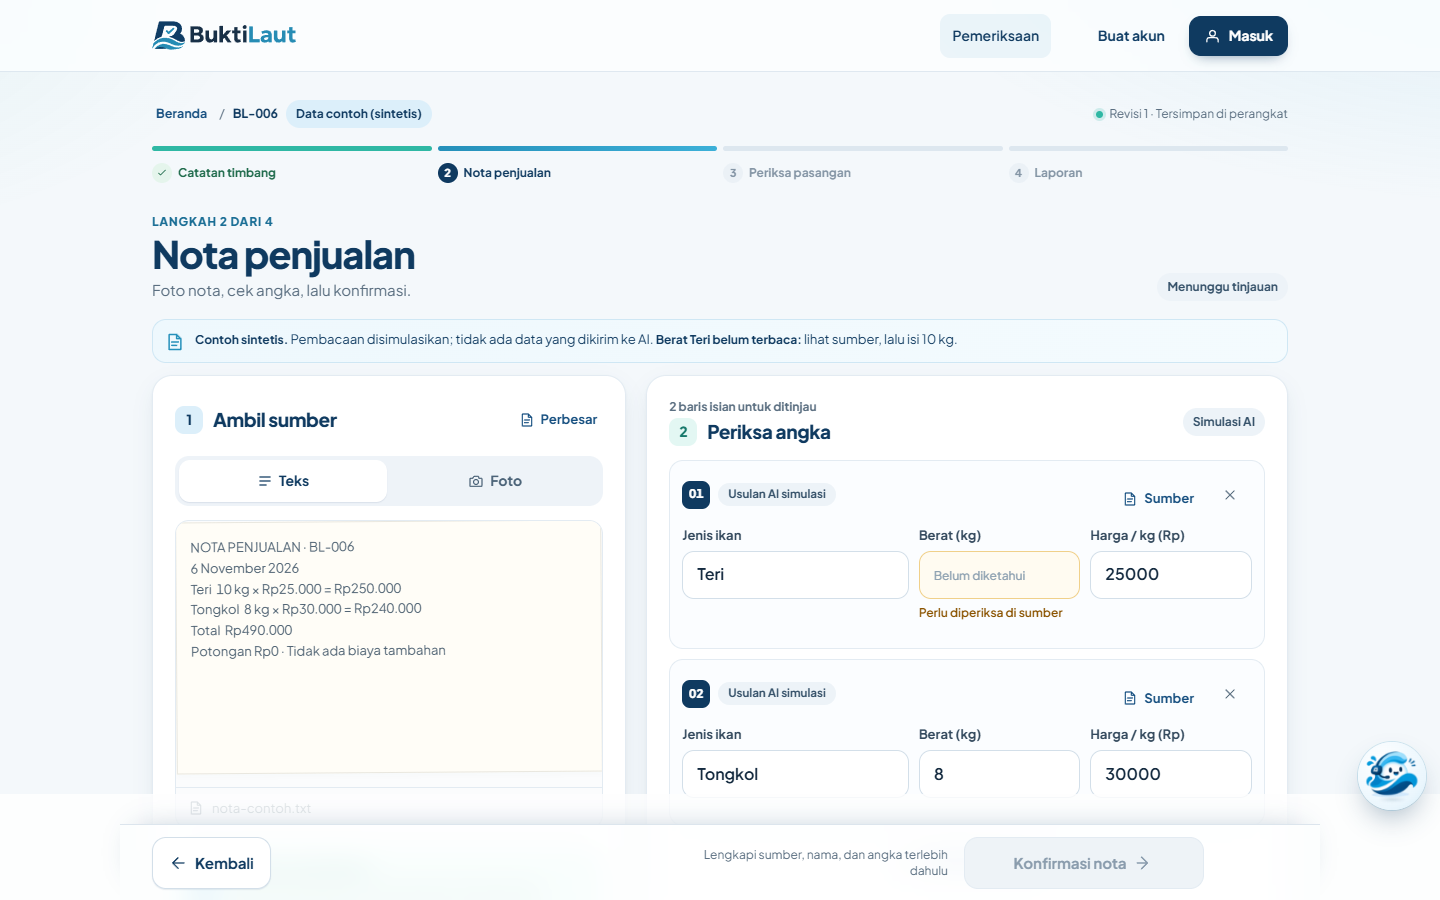 BuktiLaut
Pemeriksaan
Buat akun
Masuk
Beranda / BL-006 Data contoh (sintetis)
Revisi 1 · Tersimpan di perangkat
Catatan timbang
2 Nota penjualan
3 Periksa pasangan
4 Laporan
LANGKAH 2 DARI 4
Nota penjualan
Foto nota, cek angka, lalu konfirmasi.
Menunggu tinjauan
Contoh sintetis. Pembacaan disimulasikan; tidak ada data yang dikirim ke AI. Berat Teri belum terbaca: lihat sumber, lalu isi 10 kg.
1 Ambil sumber
Perbesar
Teks
Foto
NOTA PENJUALAN · BL-006
6 November 2026
Teri 10 kg × Rp25.000 = Rp250.000
Tongkol 8 kg × Rp30.000 = Rp240.000
Total Rp490.000
Potongan Rp0 · Tidak ada biaya tambahan
nota-contoh.txt
2 baris isian untuk ditinjau
2 Periksa angka
Simulasi AI
01 Usulan AI simulasi
Sumber
Jenis ikan
Berat (kg)
Harga / kg (Rp)
Teri
Belum diketahui
25000
Perlu diperiksa di sumber
02 Usulan AI simulasi
Sumber
Jenis ikan
Berat (kg)
Harga / kg (Rp)
Tongkol
8
30000
Kembali
Lengkapi sumber, nama, dan angka terlebih
dahulu
Konfirmasi nota